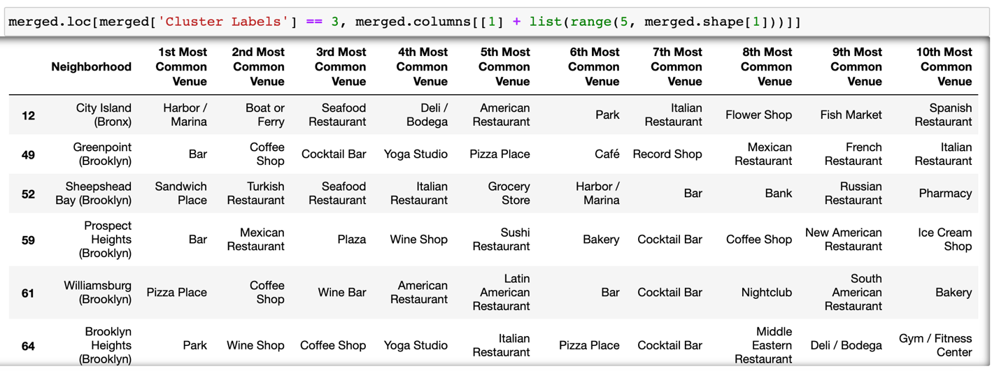 merged.loc[merged['Cluster Labels'] == 3, merged.columns[[1] + list(range(5, merged.shape[1]))]]
Neighborhood 1st Most Common Venue 2nd Most Common Venue 3rd Most Common Venue 4th Most Common Venue 5th Most Common Venue 6th Most Common Venue 7th Most Common Venue 8th Most Common Venue 9th Most Common Venue 10th Most Common Venue
12 City Island (Bronx) Harbor / Marina Boat or Ferry Seafood Restaurant Deli / Bodega American Restaurant Park Italian Restaurant Flower Shop Fish Market Spanish Restaurant
49 Greenpoint (Brooklyn) Bar Coffee Shop Cocktail Bar Yoga Studio Pizza Place Café Record Shop Mexican Restaurant French Restaurant Italian Restaurant
52 Sheepshead Bay (Brooklyn) Sandwich Place Turkish Restaurant Seafood Restaurant Italian Restaurant Grocery Store Harbor / Marina Bar Bank Russian Restaurant Pharmacy
59 Prospect Heights (Brooklyn) Bar Mexican Restaurant Plaza Wine Shop Sushi Restaurant Bakery Cocktail Bar Coffee Shop New American Restaurant Ice Cream Shop
61 Williamsburg (Brooklyn) Pizza Place Coffee Shop Wine Bar American Restaurant Latin American Restaurant Bar Cocktail Bar Nightclub South American Restaurant Bakery
64 Brooklyn Heights (Brooklyn) Park Wine Shop Coffee Shop Yoga Studio Italian Restaurant Pizza Place Cocktail Bar Middle Eastern Restaurant Deli / Bodega Gym / Fitness Center